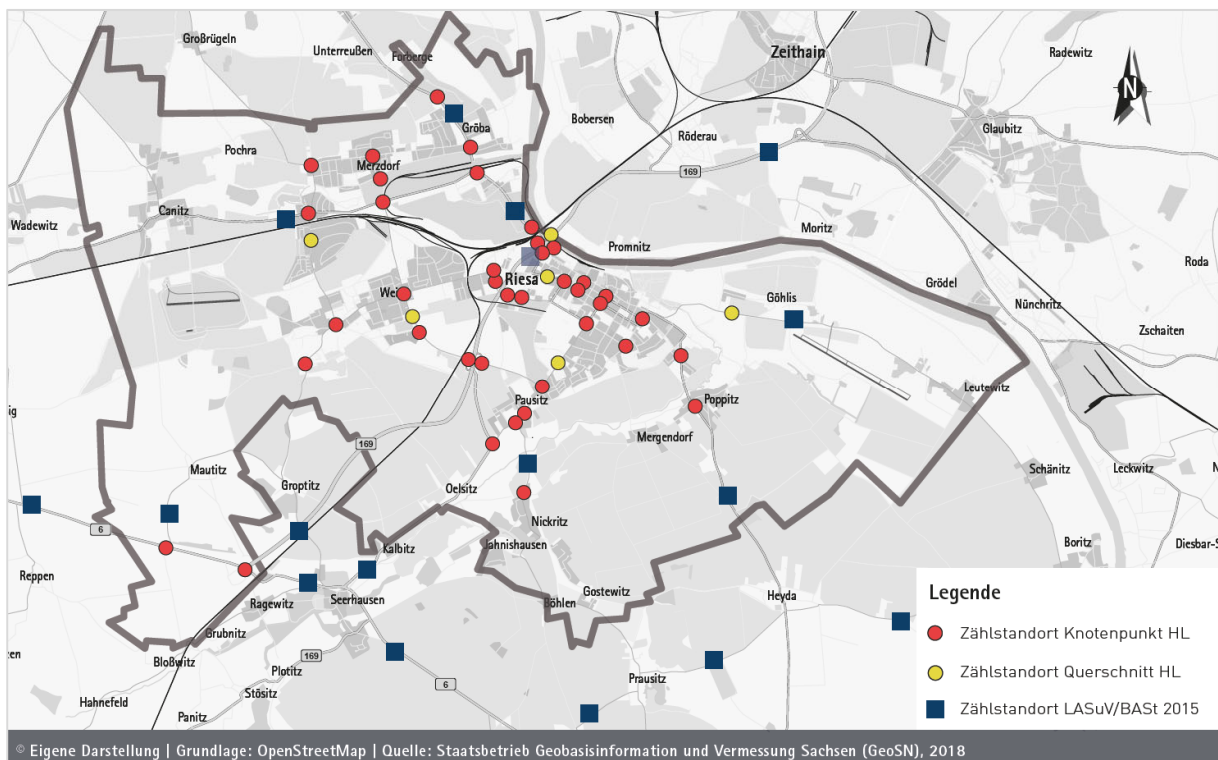 Großrügeln
Unterreußen
Forberge
Zeithain
Radewitz
N
Bobersen
Gröba
Röderau
Glaubitz
Pochra
Merzdorf
169
Canitz
Wadewitz
Promnitz
Moritz
Roda
Riesa
Grödel
Göhlis
Nünchritz
Zschaiten
Leutewitz
Pausitz
Poppitz
Mergendorf
169
Mautitz
Groptitz
Oelsitz
Schänitz
Leckwitz
6
Nickritz
Jahnishausen
Kalbitz
Boritz
Diesbar-S
Reppen
Ragewitz
Seerhausen
Gostewitz
Böhlen
Heyda
Grubnitz
Bloßwitz
169
Plotitz
Stösitz
Prausitz
6
Hahnefeld
Panitz
Legende
Zählstandort Knotenpunkt HL
Zählstandort Querschnitt HL
Zählstandort LASuV/BASt 2015
© Eigene Darstellung | Grundlage: OpenStreetMap | Quelle: Staatsbetrieb Geobasisinformation und Vermessung Sachsen (GeoSN), 2018